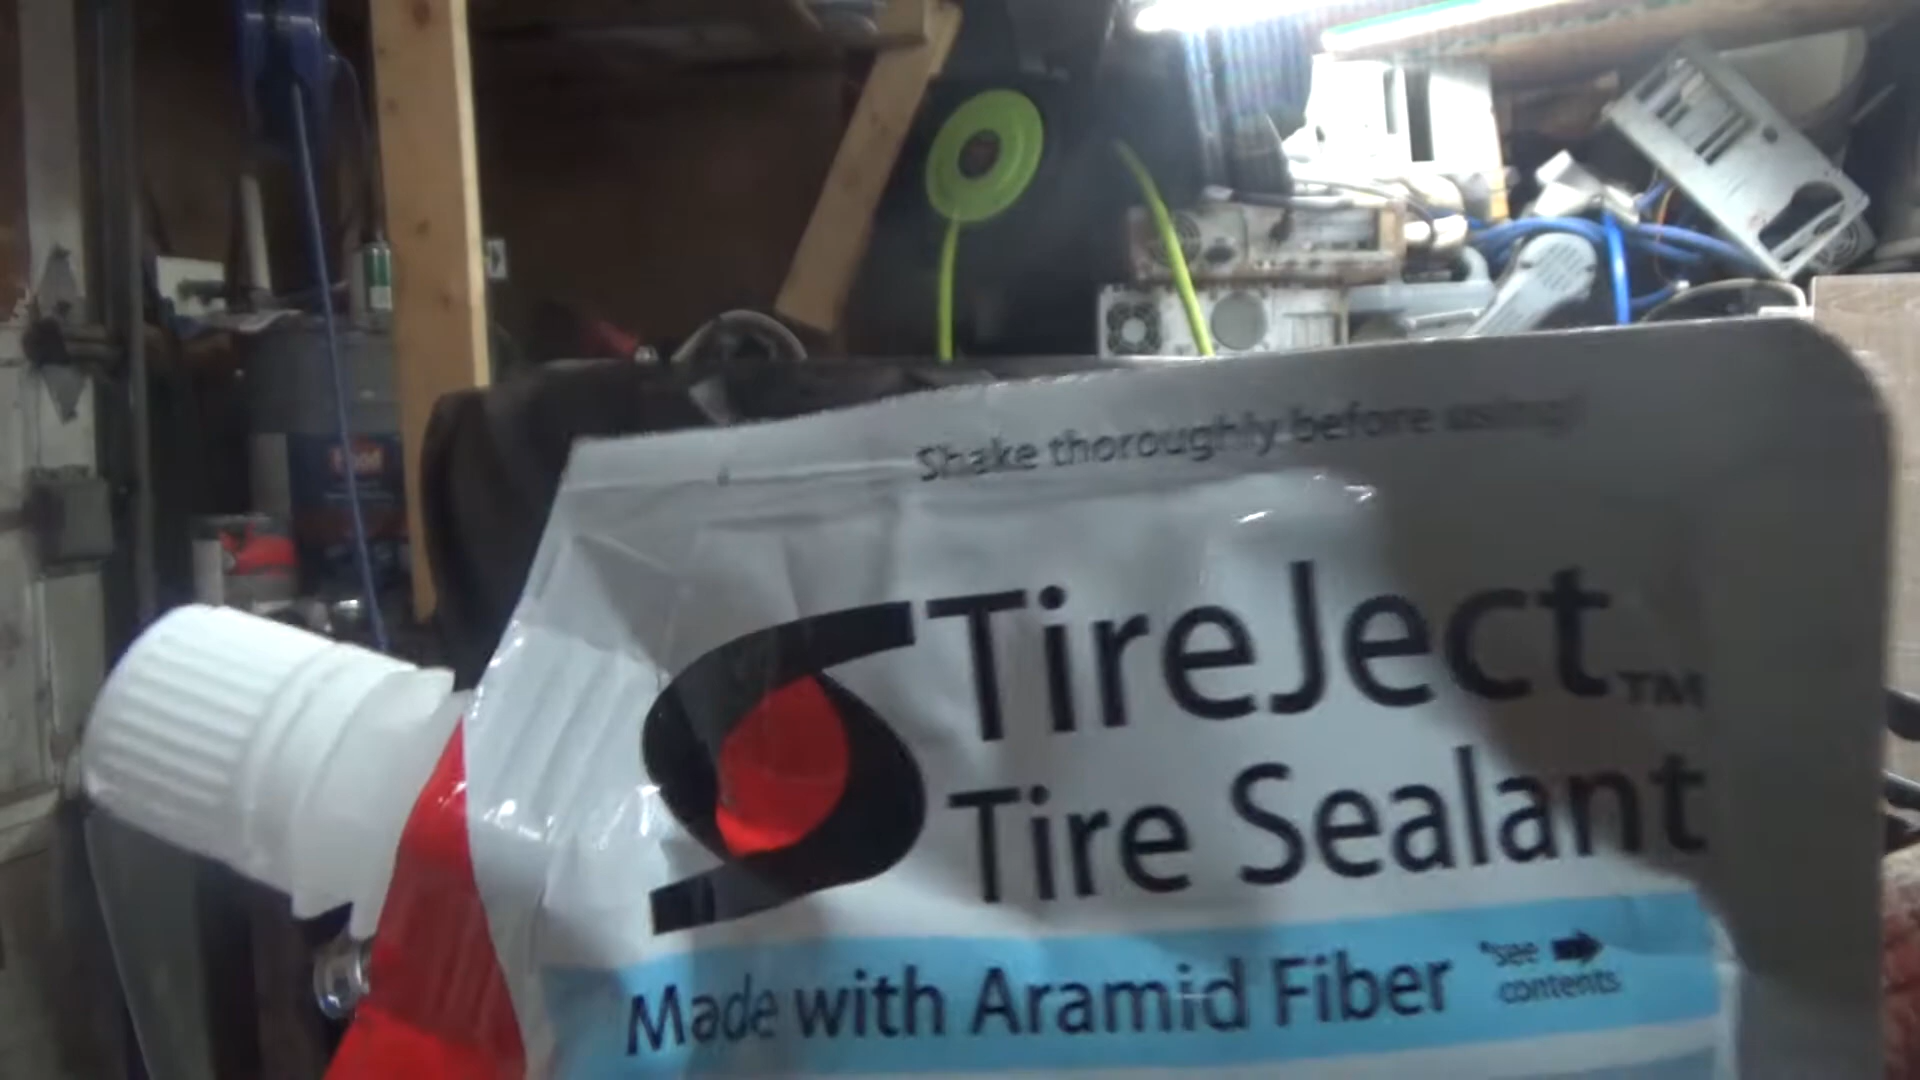 Shake thoroughly before using!
TireJect™
Tire Sealant
Made with Aramid Fiber
*see
contents